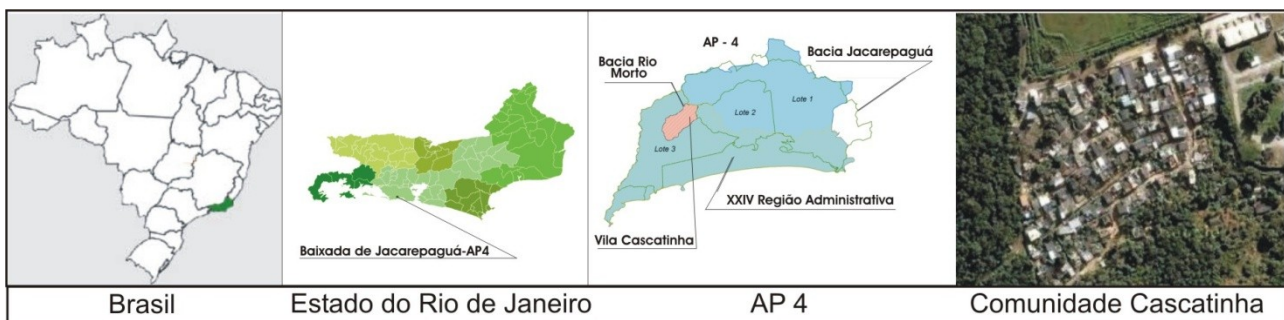 Baixada de Jacarepaguá-AP4
AP - 4
Bacia Rio
Morto
Bacia Jacarepaguá
Lote 1
Lote 2
Lote 3
XXIV Região Administrativa
Vila Cascatinha
Brasil
Estado do Rio de Janeiro
AP 4
Comunidade Cascatinha